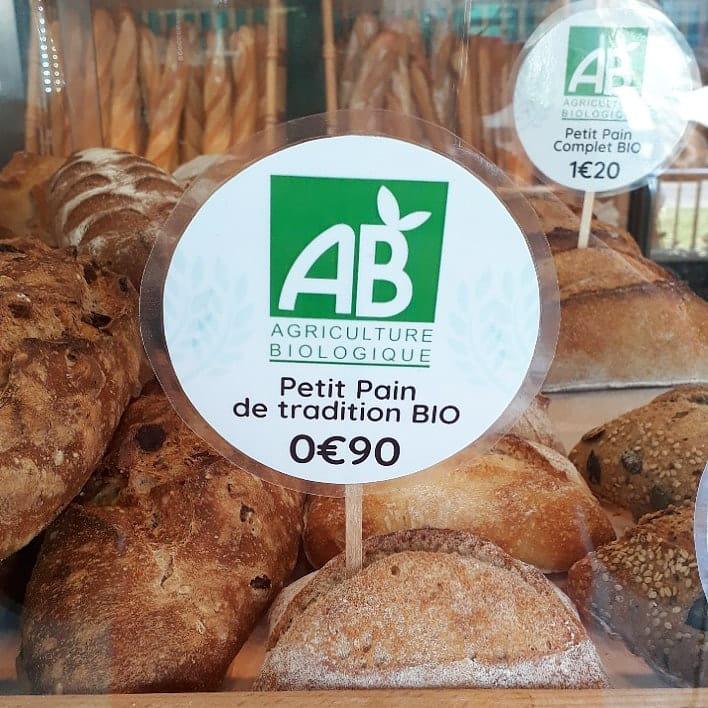 AB
AGRICULTURE
BIOLOGIQUE
Petit Pain
de tradition BIO
0€90
AB
AGRICULTURE
BIOLOGIQUE
Petit Pain
Complet BIO
1€20